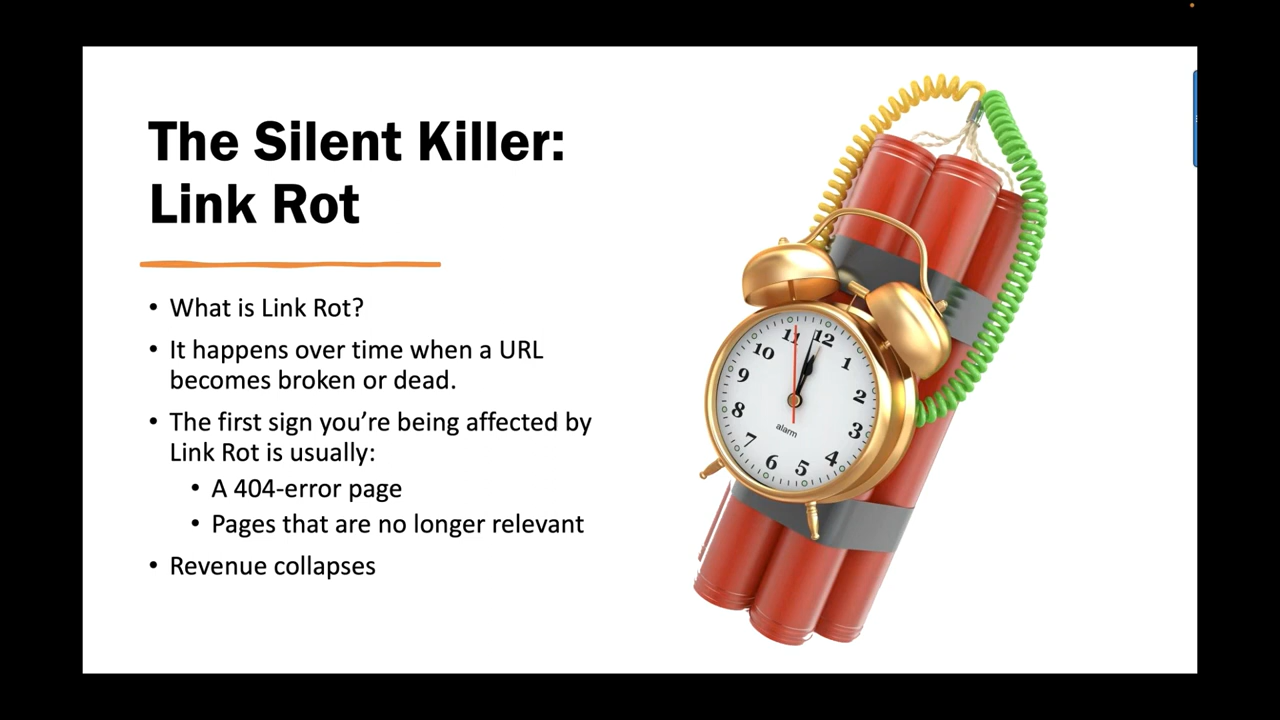 The Silent Killer:
Link Rot
• What is Link Rot?
• It happens over time when a URL
becomes broken or dead.
• The first sign you’re being affected by
Link Rot is usually:
• A 404-error page
• Pages that are no longer relevant
• Revenue collapses
11 12 1 2 3 4 5 6 7 8 9 10
alarm